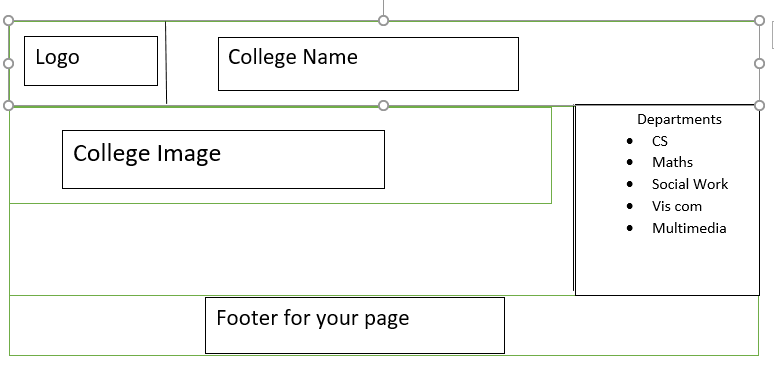 Logo
College Name
College Image
Departments
CS
Maths
Social Work
Vis com
Multimedia
Footer for your page